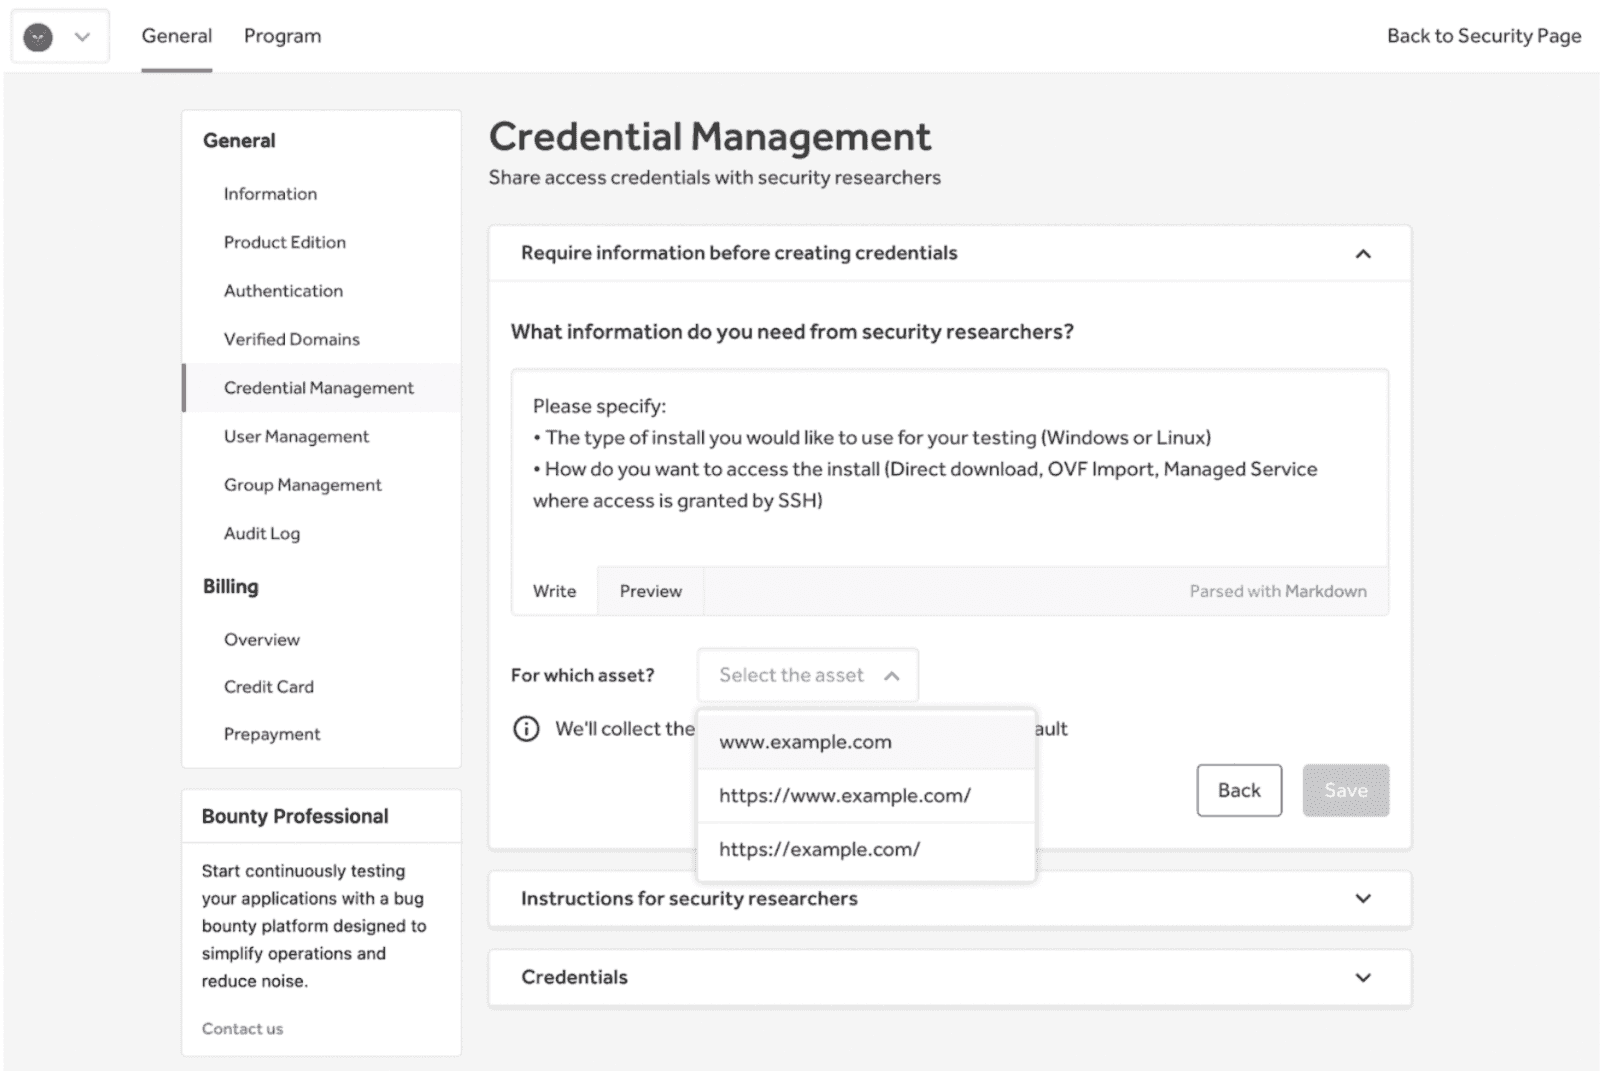 General
Program
Back to Security Page
General
Information
Product Edition
Authentication
Verified Domains
Credential Management
User Management
Group Management
Audit Log
Billing
Overview
Credit Card
Prepayment
Bounty Professional
Start continuously testing
your applications with a bug
bounty platform designed to
simplify operations and
reduce noise.
Contact us
Credential Management
Share access credentials with security researchers
Require information before creating credentials
What information do you need from security researchers?
Please specify:
• The type of install you would like to use for your testing (Windows or Linux)
• How do you want to access the install (Direct download, OVF Import, Managed Service
where access is granted by SSH)
Write
Preview
Parsed with Markdown
For which asset?
Select the asset
We'll collect the
ault
www.example.com
https://www.example.com/
https://example.com/
Back
Save
Instructions for security researchers
Credentials